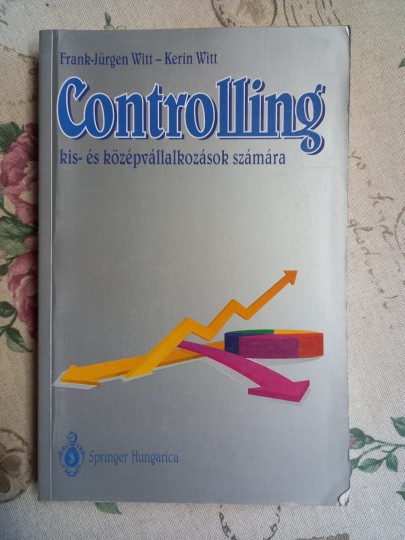 Frank-Jürgen Witt – Kerin Witt
Controlling
kis- és középvállalkozások számára
Springer Hungarica